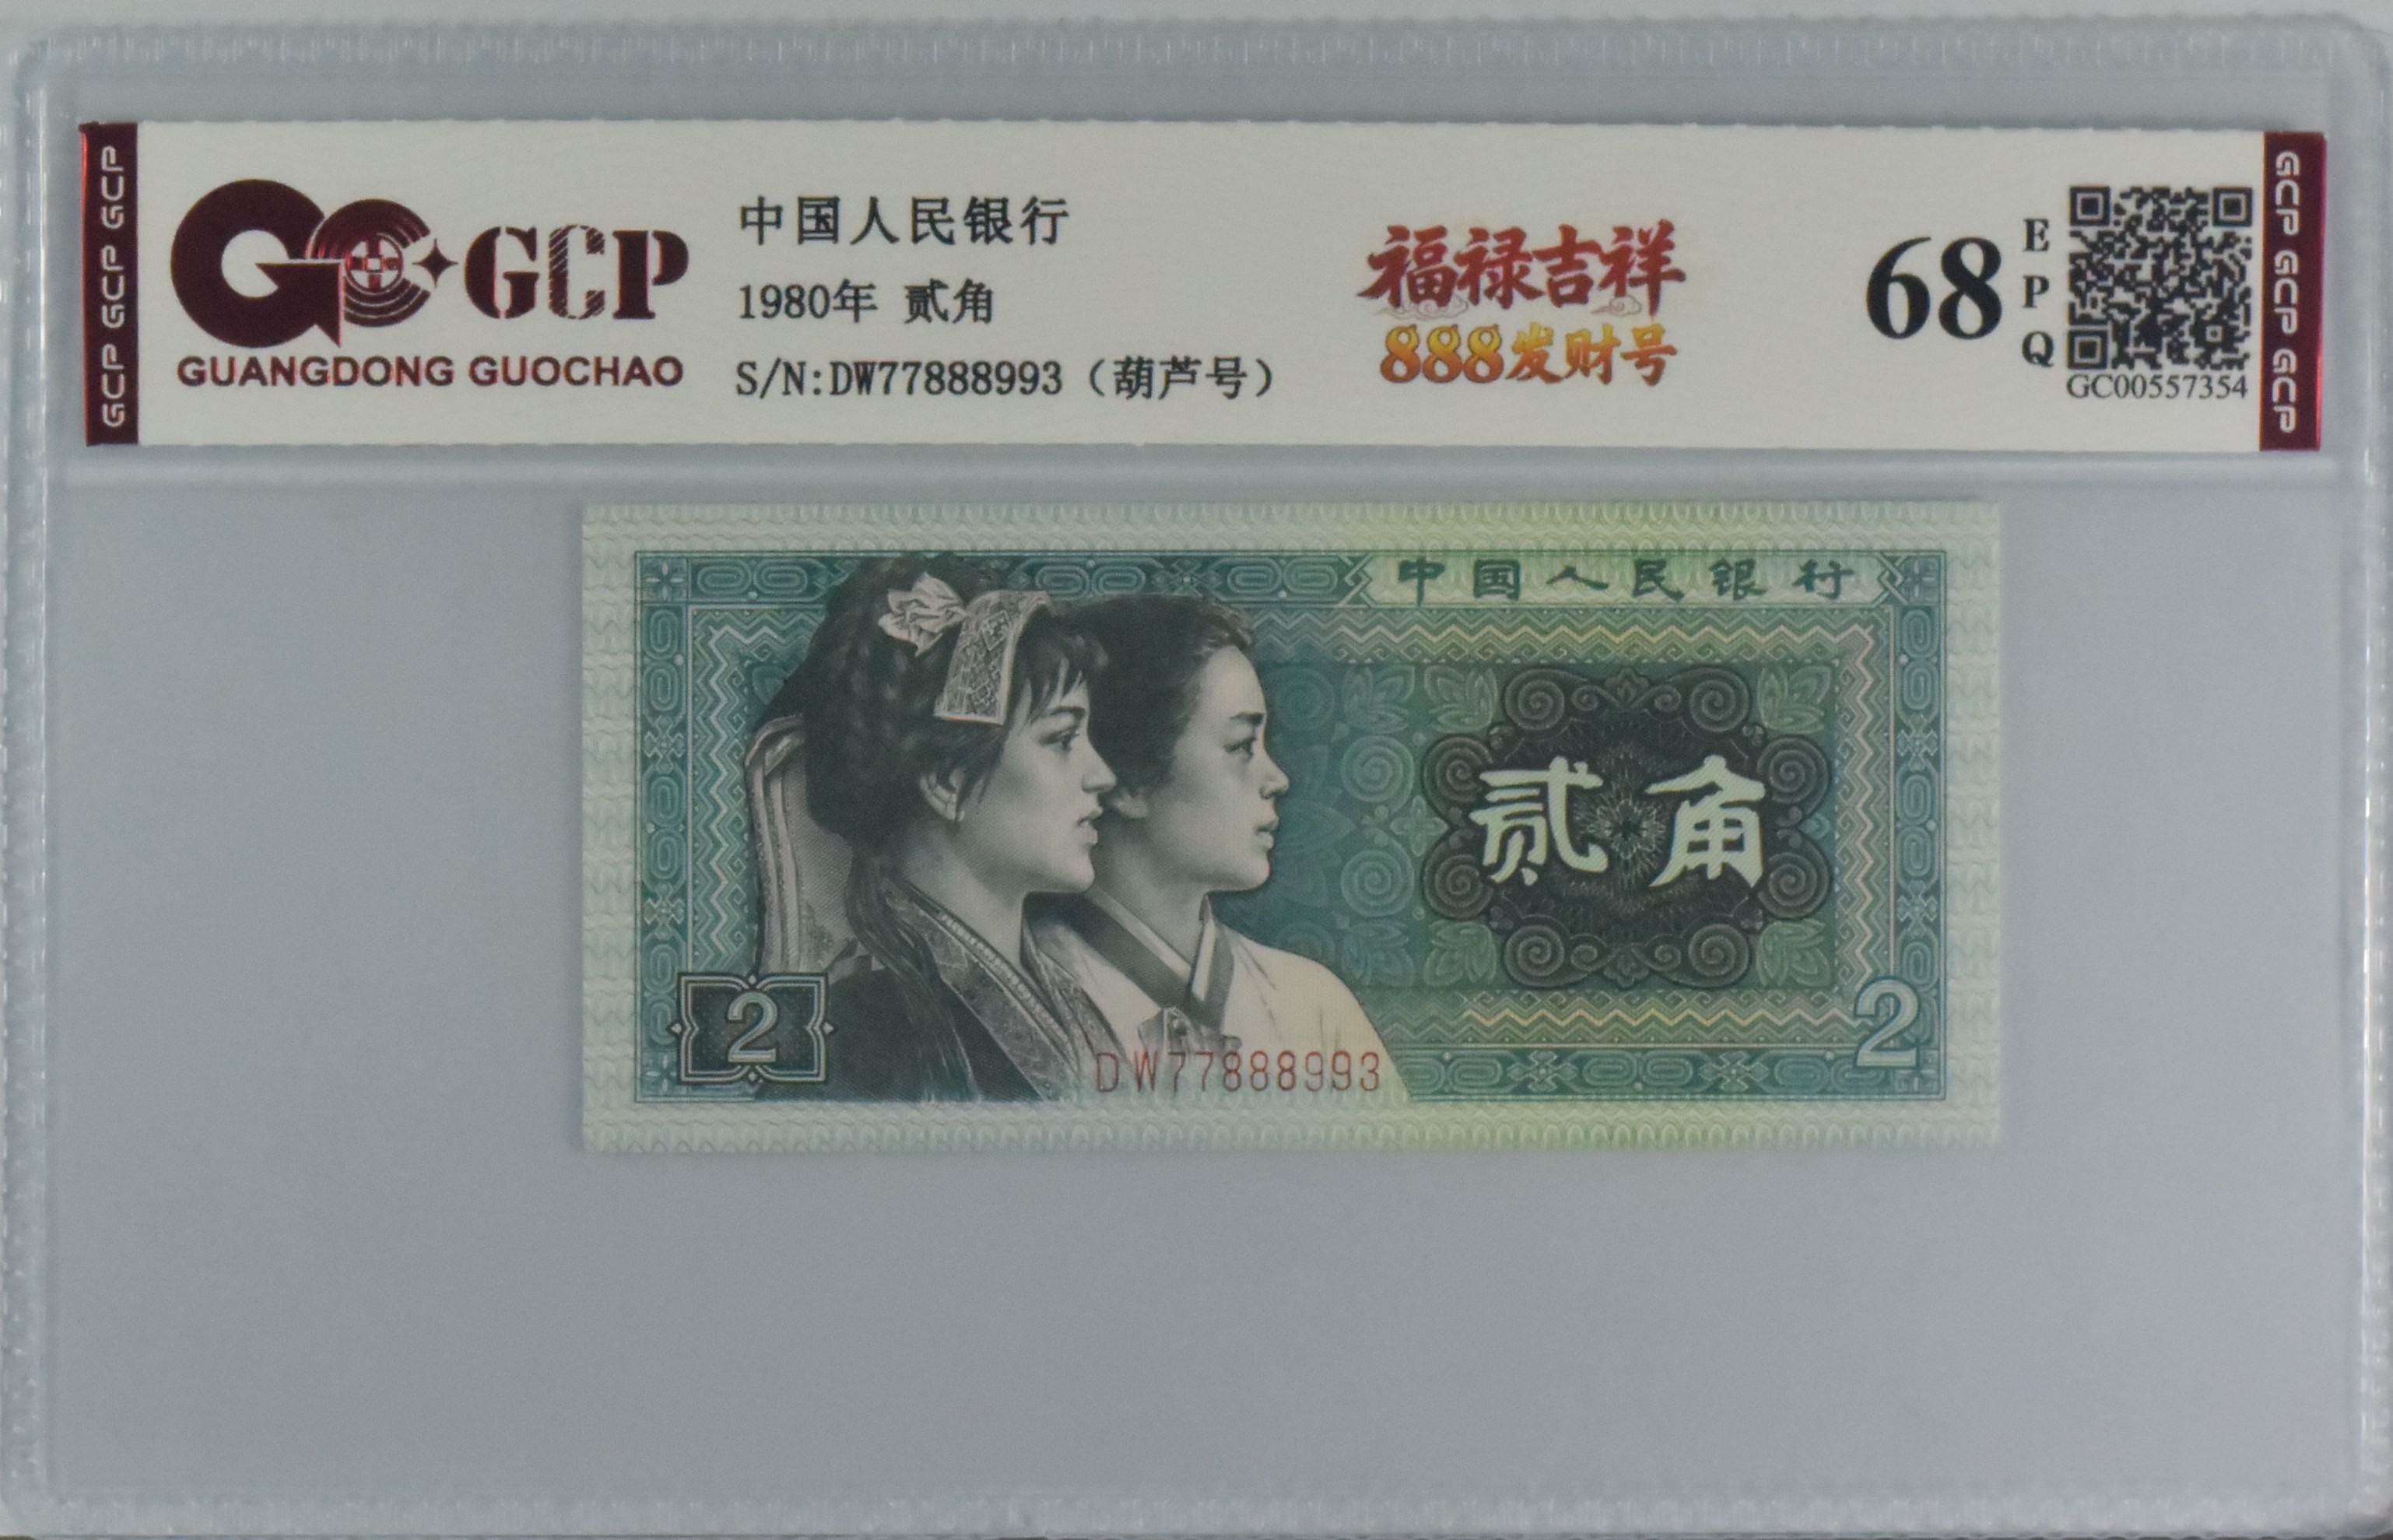 GCP GCP GCP
GCP
GUANGDONG GUOCHAO
中国人民银行
1980年 贰角
S/N:DW77888993（葫芦号）
福禄吉祥
888发财号
68
E
P
Q
GC00557354
GCP GCP GCP
中国人民银行
贰角
2
2
DW77888993